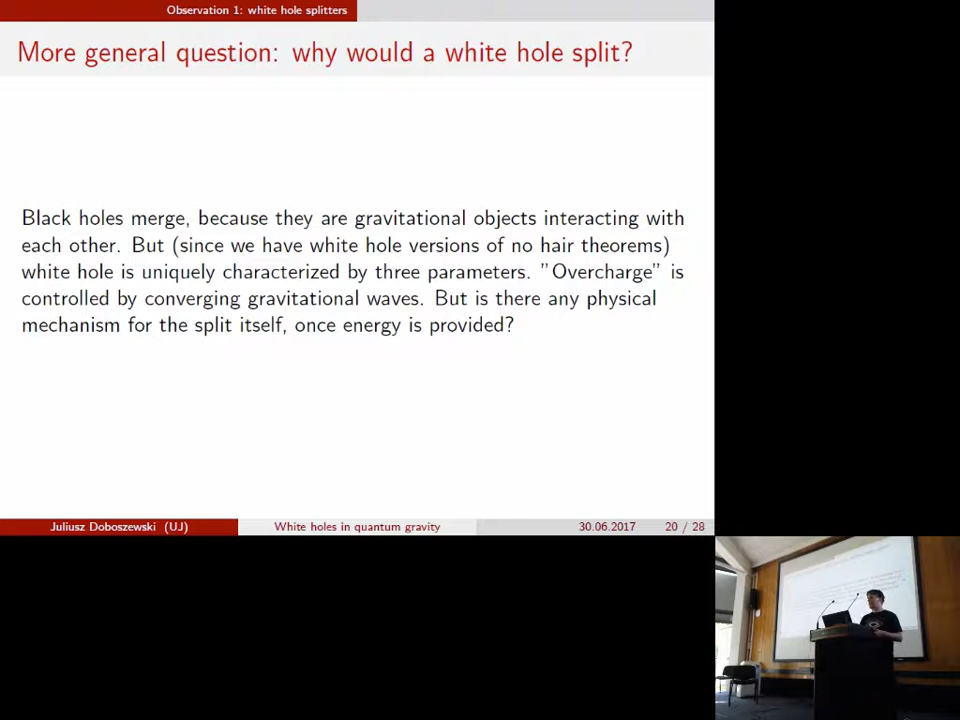 Observation 1: white hole splitters
More general question: why would a white hole split?
Black holes merge, because they are gravitational objects interacting with
each other. But (since we have white hole versions of no hair theorems)
white hole is uniquely characterized by three parameters. ”Overcharge” is
controlled by converging gravitational waves. But is there any physical
mechanism for the split itself, once energy is provided?
Juliusz Doboszewski (UJ)
White holes in quantum gravity
30.06.2017
20 / 28